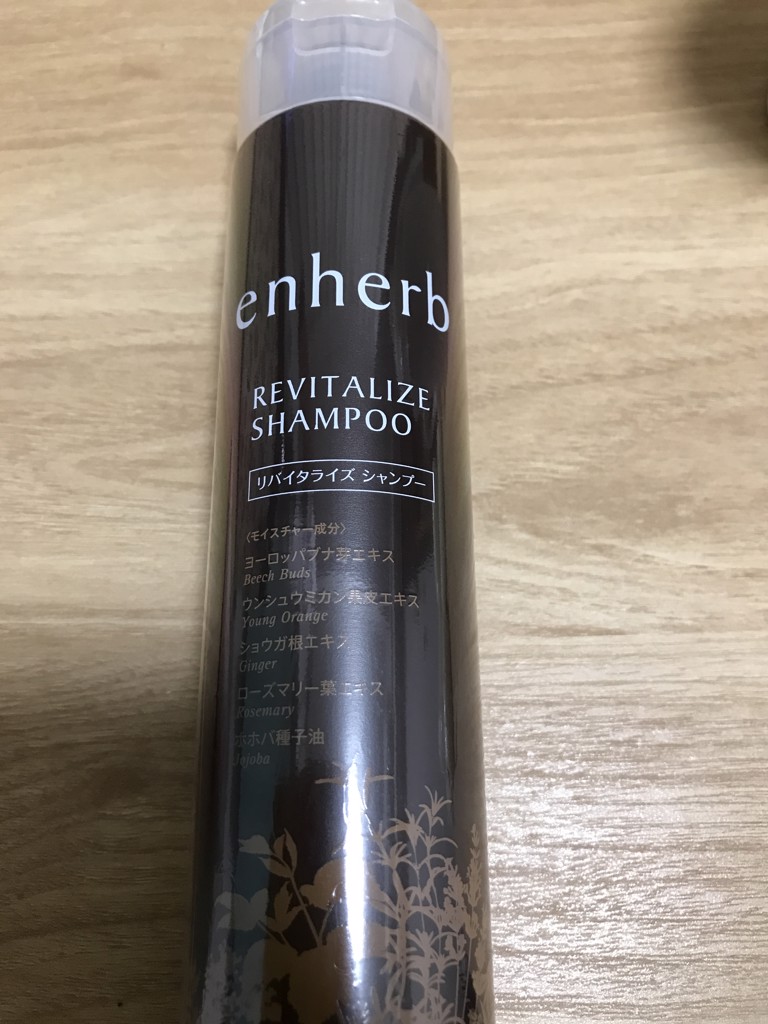 enherb
REVITALIZE
SHAMPOO
リバイタライズ シャンプー
〈モイスチャー成分〉
ヨーロッパブナ芽エキス
Beech Buds
ウンシュウミカン果皮エキス
Young Orange
ショウガ根エキス
Ginger
ローズマリー葉エキス
Rosemary
ホホバ種子油
Jojoba